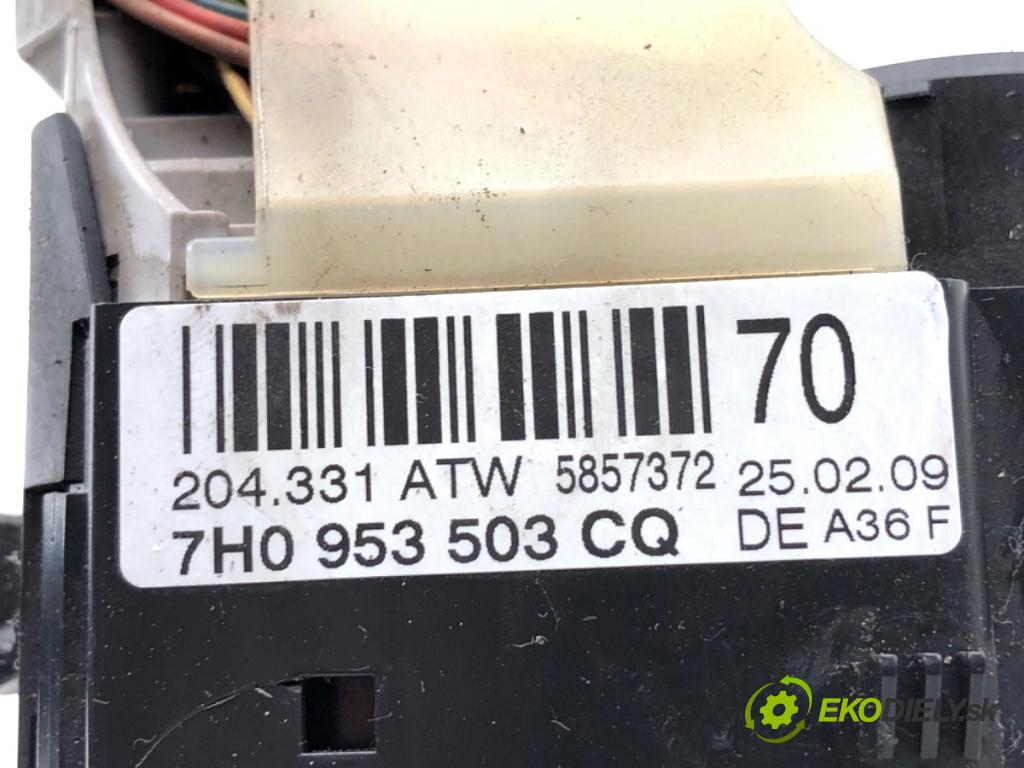 70
204.331 ATW 5857372 25.02.09
7H0 953 503 CQ DE A36 F
EKODIELY.sk